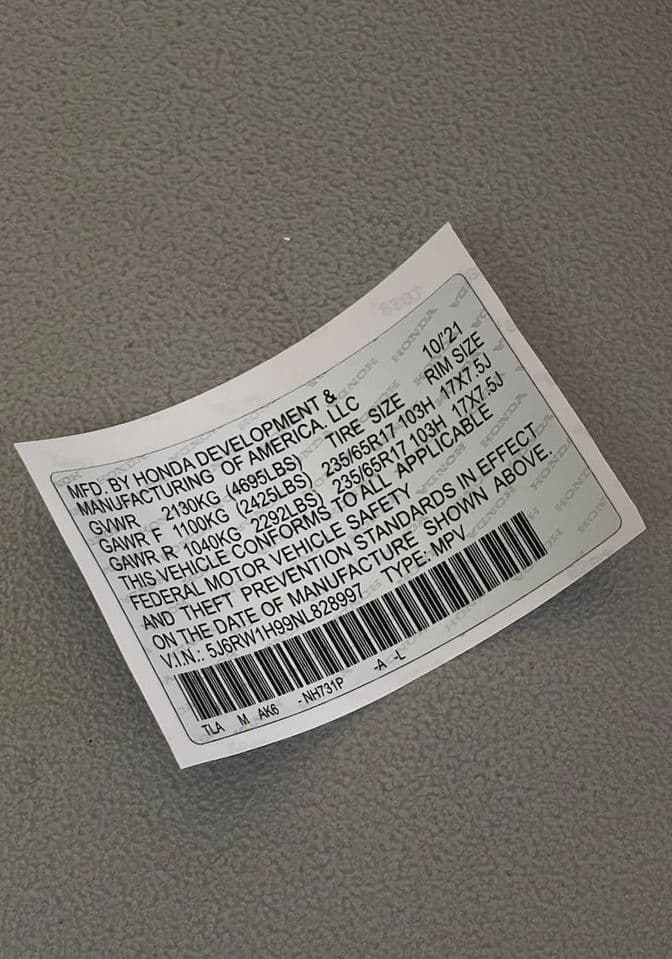 MFD. BY HONDA DEVELOPMENT &
MANUFACTURING OF AMERICA, LLC 10/'21
GVWR 2130KG (4695LBS) TIRE SIZE RIM SIZE
GAWR F 1100KG (2425LBS) 235/65R17 103H 17X7.5J
GAWR R 1040KG 2292LBS) 235/65R17 103H 17X7.5J
THIS VEHICLE CONFORMS TO ALL APPLICABLE
FEDERAL MOTOR VEHICLE SAFETY
AND THEFT PREVENTION STANDARDS IN EFFECT
ON THE DATE OF MANUFACTURE SHOWN ABOVE.
V.I.N.: 5J6RW1H99NL828997 TYPE: MPV
TLA M AK6 - NH731P -A -L